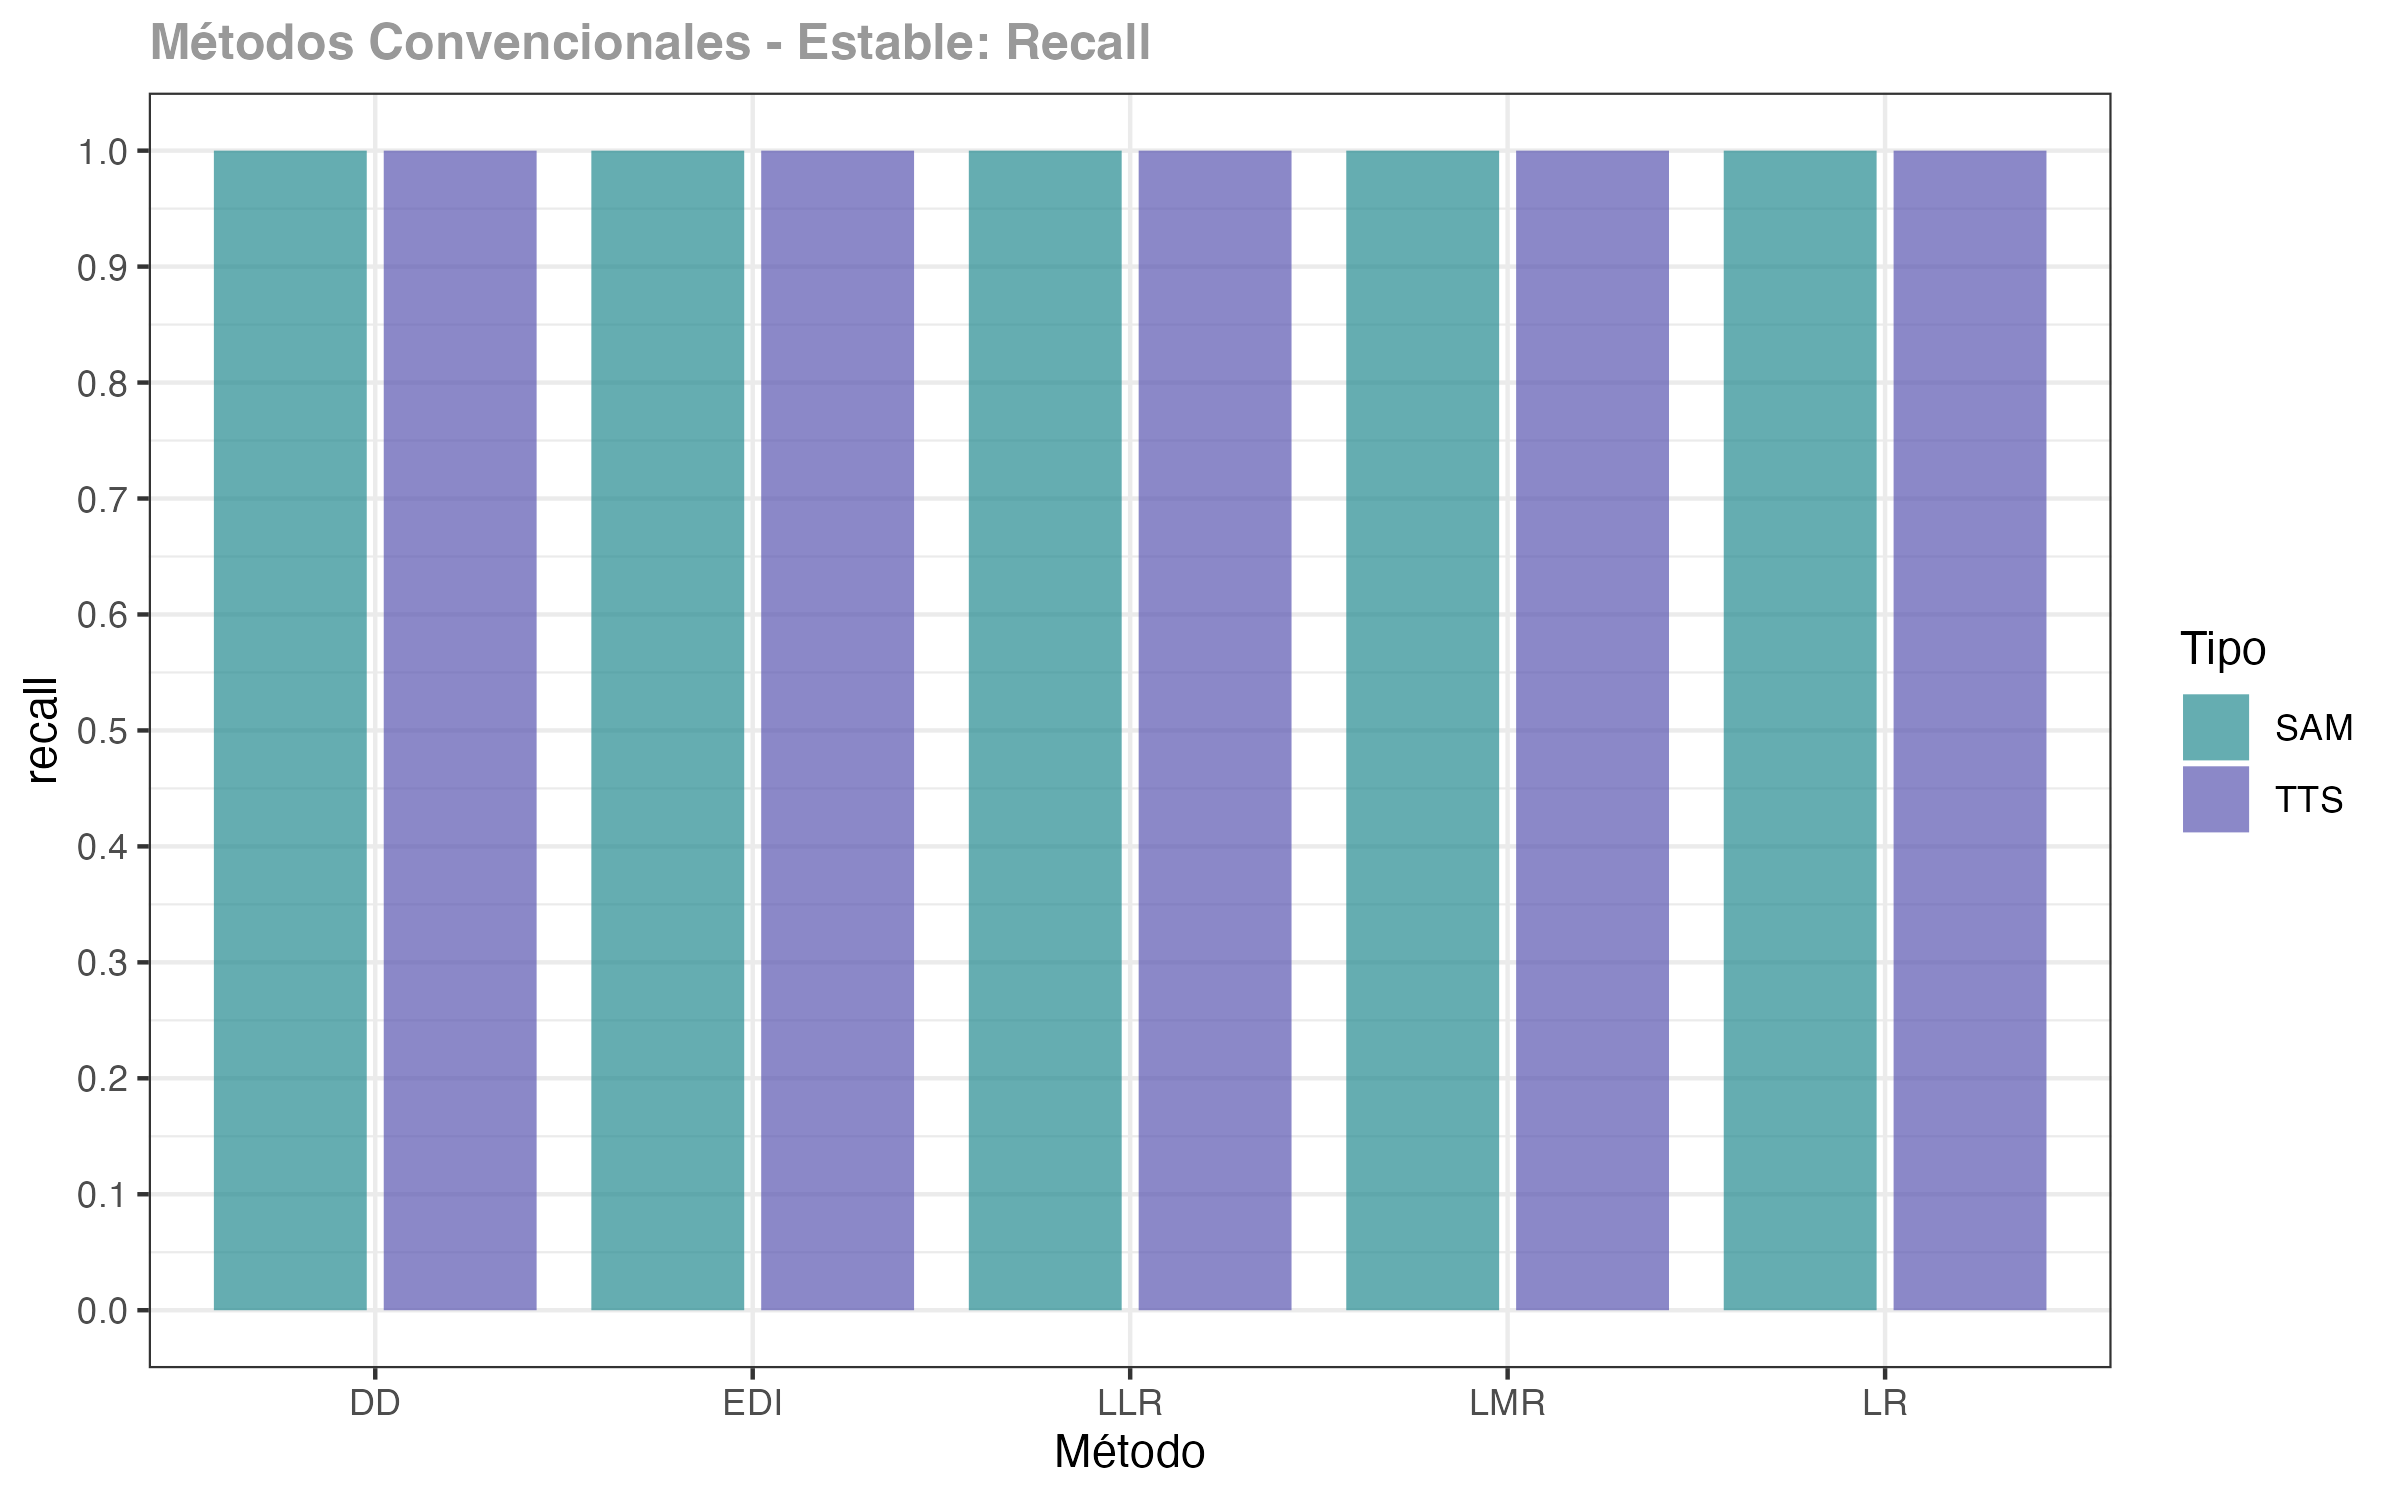 Métodos Convencionales - Estable: Recall
1.0
0.9
0.8
0.7
0.6
0.5
0.4
0.3
0.2
0.1
0.0
recall
DD EDI LLR LMR LR
Método
Tipo
SAM
TTS